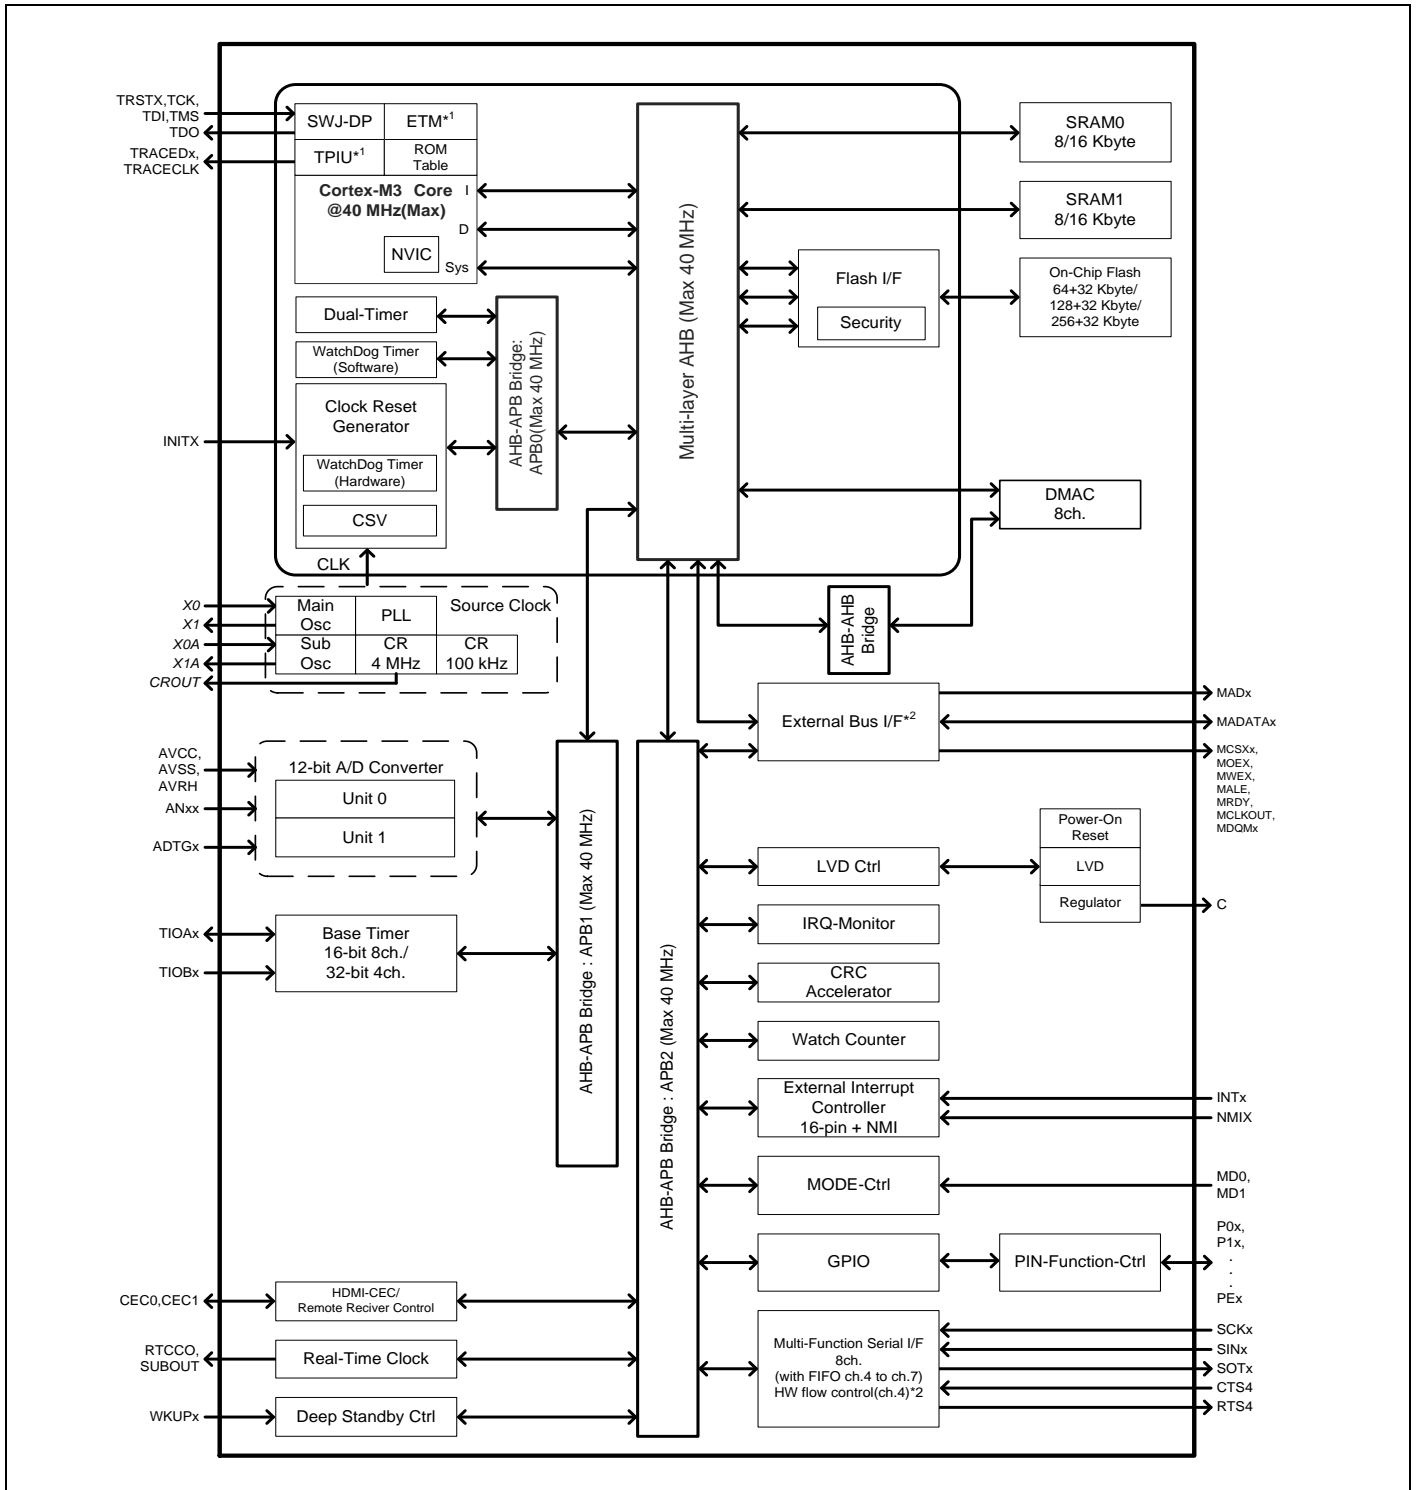 TRSTX,TCK,
TDI,TMS
TDO
TRACEDx,
TRACECLK
SWJ-DP
ETM*1
TPIU*1
ROM
Table
Cortex-M3 Core
@40 MHz(Max)
I
D
Sys
NVIC
Dual-Timer
WatchDog Timer
(Software)
Clock Reset
Generator
WatchDog Timer
(Hardware)
CSV
CLK
INITX
AHB-APB Bridge:
APB0(Max 40 MHz)
Multi-layer AHB (Max 40 MHz)
SRAM0
8/16 Kbyte
SRAM1
8/16 Kbyte
Flash I/F
Security
On-Chip Flash
64+32 Kbyte/
128+32 Kbyte/
256+32 Kbyte
DMAC
8ch.
AHB-AHB
Bridge
X0
X1
X0A
X1A
CROUT
Main
Osc
PLL
Source Clock
Sub
Osc
CR
4 MHz
CR
100 kHz
External Bus I/F*2
MADx
MADATAx
MCSXx,
MOEX,
MWEX,
MALE,
MRDY,
MCLKOUT,
MDQMx
AVCC,
AVSS,
AVRH
ANxx
ADTGx
12-bit A/D Converter
Unit 0
Unit 1
TIOAx
TIOBx
Base Timer
16-bit 8ch./
32-bit 4ch.
AHB-APB Bridge : APB1 (Max 40 MHz)
AHB-APB Bridge : APB2 (Max 40 MHz)
LVD Ctrl
Power-On
Reset
LVD
Regulator
C
IRQ-Monitor
CRC
Accelerator
Watch Counter
External Interrupt
Controller
16-pin + NMI
INTx
NMIX
MODE-Ctrl
MD0,
MD1
GPIO
PIN-Function-Ctrl
P0x,
P1x,
.
.
.
PEx
CEC0,CEC1
HDMI-CEC/
Remote Reciver Control
RTCCO,
SUBOUT
Real-Time Clock
WKUPx
Deep Standby Ctrl
Multi-Function Serial I/F
8ch.
(with FIFO ch.4 to ch.7)
HW flow control(ch.4)*2
SCKx
SINx
SOTx
CTS4
RTS4